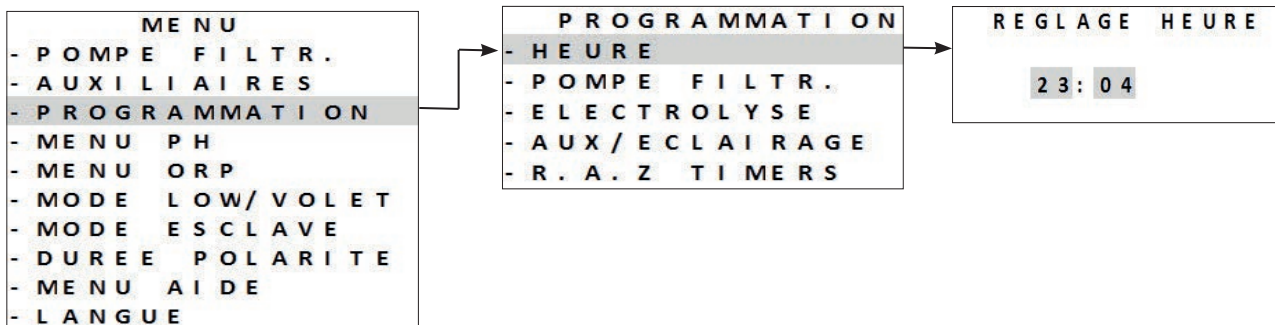 MENU
- POMPE FILTR.
- AUXILIAIRES
- PROGRAMMATION
- MENU PH
- MENU ORP
- MODE LOW/VOLET
- MODE ESCLAVE
- DUREE POLARITE
- MENU AIDE
- LANGUE
PROGRAMMATION
- HEURE
- POMPE FILTR.
- ELECTROLYSE
- AUX/ECLAIRAGE
- R.A.Z TIMERS
REGLAGE HEURE
23:04